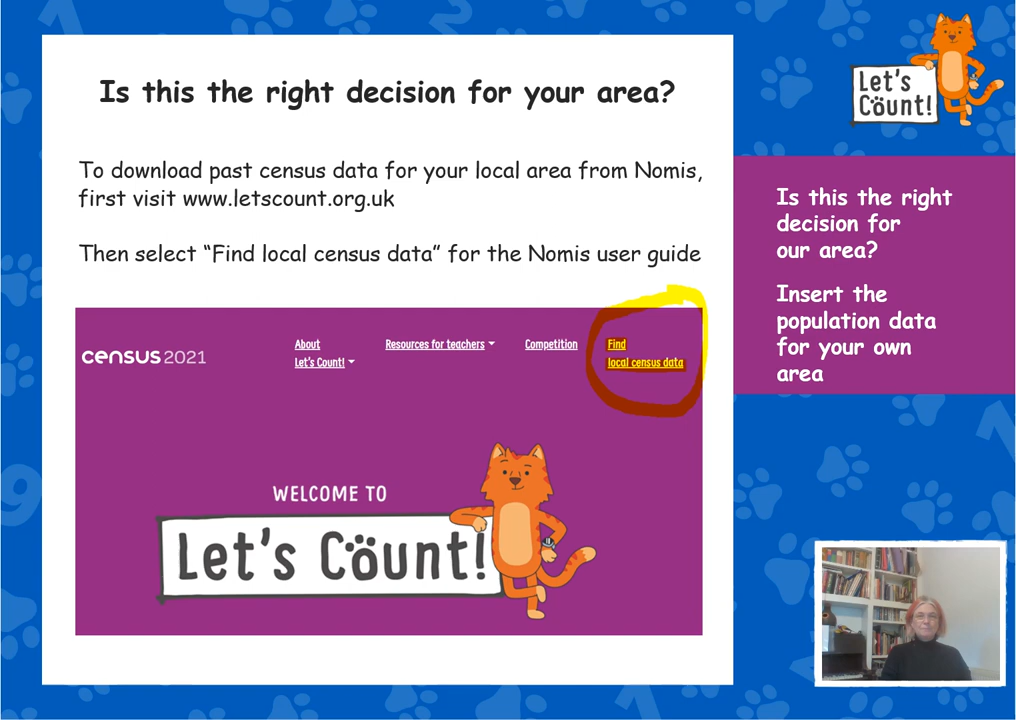 Is this the right decision for your area?
To download past census data for your local area from Nomis,
first visit www.letscount.org.uk
Then select “Find local census data” for the Nomis user guide
census 2021
About
Let's Count!
Resources for teachers
Competition
Find
local census data
WELCOME TO
Let's Count!
Let's
Count!
Is this the right
decision for
our area?
Insert the
population data
for your own
area